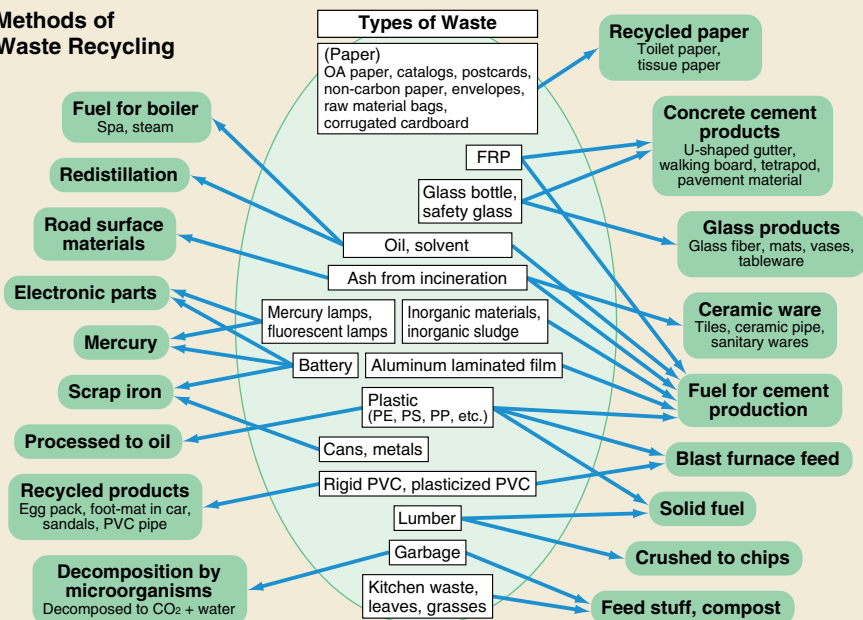 Methods of
Waste Recycling
Types of Waste
(Paper)
OA paper, catalogs, postcards,
non-carbon paper, envelopes,
raw material bags,
corrugated cardboard
FRP
Glass bottle,
safety glass
Oil, solvent
Ash from incineration
Mercury lamps,
fluorescent lamps
Inorganic materials,
inorganic sludge
Battery
Aluminum laminated film
Plastic
(PE, PS, PP, etc.)
Cans, metals
Rigid PVC, plasticized PVC
Lumber
Garbage
Kitchen waste,
leaves, grasses
Fuel for boiler
Spa, steam
Redistillation
Road surface
materials
Electronic parts
Mercury
Scrap iron
Processed to oil
Recycled products
Egg pack, foot-mat in car,
sandals, PVC pipe
Decomposition by
microorganisms
Decomposed to CO₂ + water
Recycled paper
Toilet paper,
tissue paper
Concrete cement
products
U-shaped gutter,
walking board, tetrapod,
pavement material
Glass products
Glass fiber, mats, vases,
tableware
Ceramic ware
Tiles, ceramic pipe,
sanitary wares
Fuel for cement
production
Blast furnace feed
Solid fuel
Crushed to chips
Feed stuff, compost